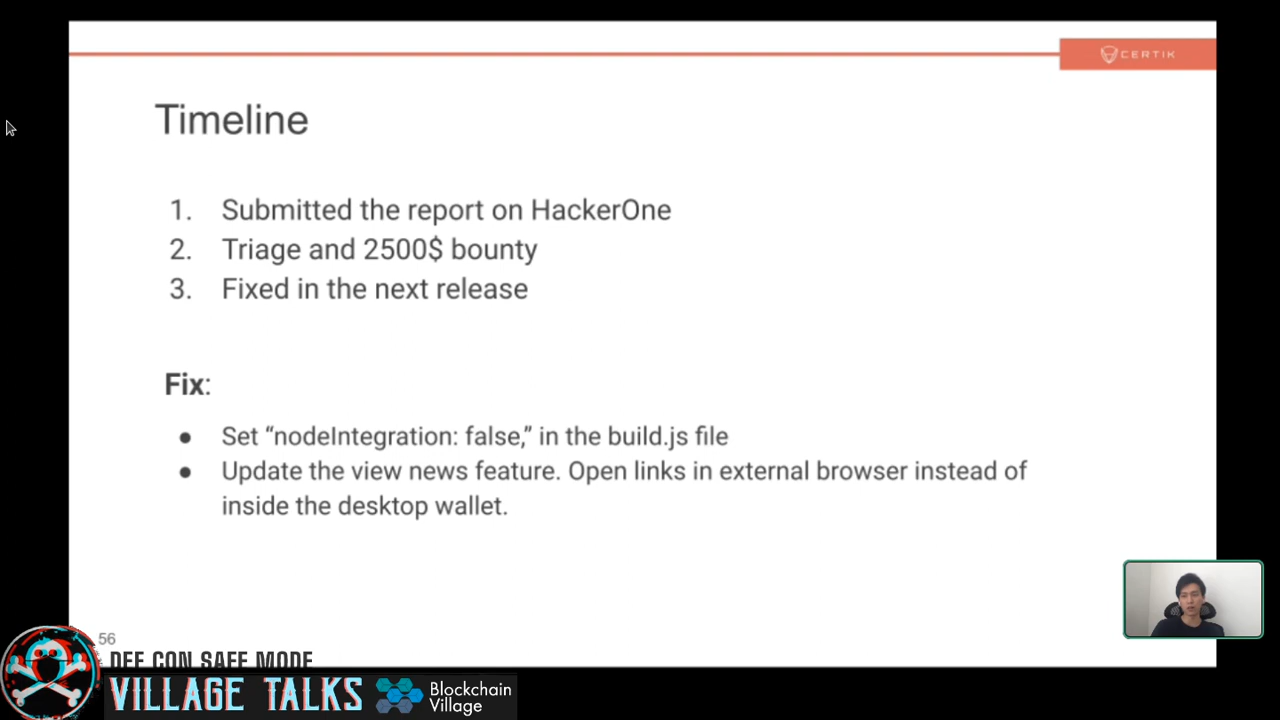 CERTIK
Timeline
1. Submitted the report on HackerOne
2. Triage and 2500$ bounty
3. Fixed in the next release
Fix:
● Set “nodeIntegration: false,” in the build.js file
● Update the view news feature. Open links in external browser instead of
inside the desktop wallet.
56
DEF CON SAFE MODE
VILLAGE TALKS
Blockchain
Village